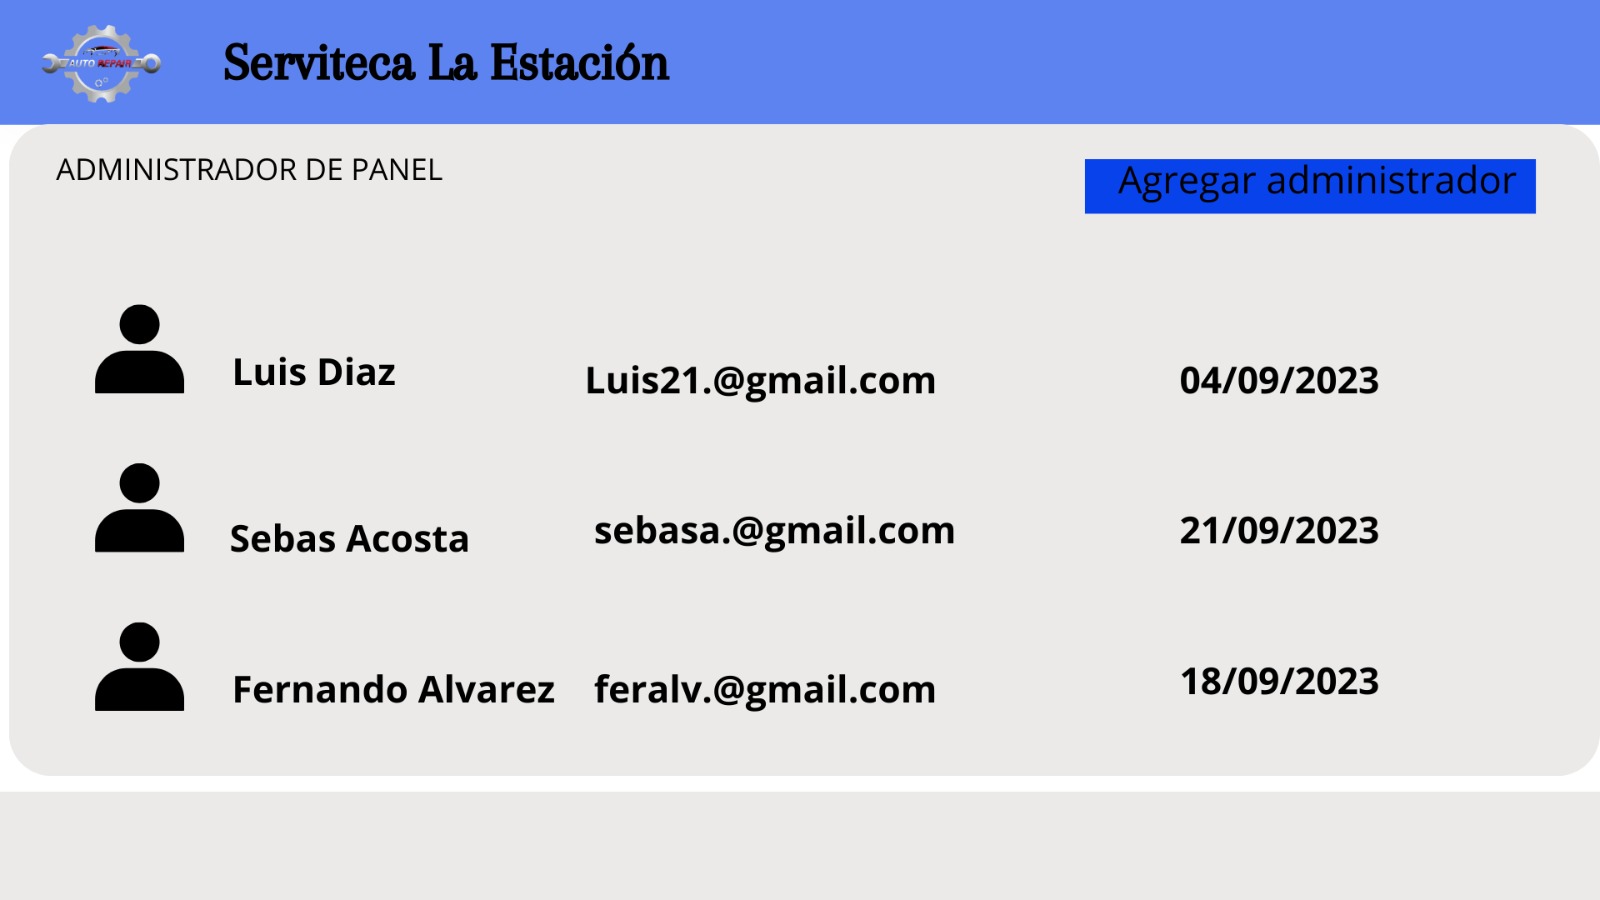 AUTO REPAIR
Serviteca La Estación
ADMINISTRADOR DE PANEL
Agregar administrador
Luis Diaz Luis21.@gmail.com 04/09/2023
Sebas Acosta sebasa.@gmail.com 21/09/2023
Fernando Alvarez feralv.@gmail.com 18/09/2023